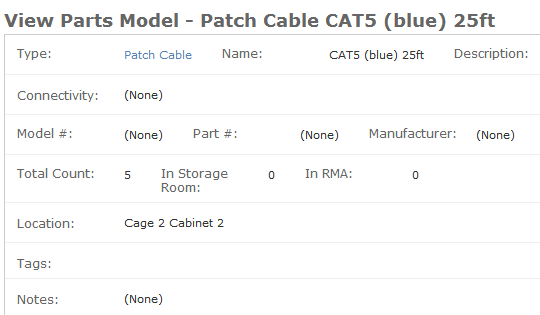 View Parts Model - Patch Cable CAT5 (blue) 25ft
Type: Patch Cable Name: CAT5 (blue) 25ft Description:
Connectivity: (None)
Model #: (None) Part #: (None) Manufacturer: (None)
Total Count: 5 In Storage Room: 0 In RMA: 0
Location: Cage 2 Cabinet 2
Tags:
Notes: (None)